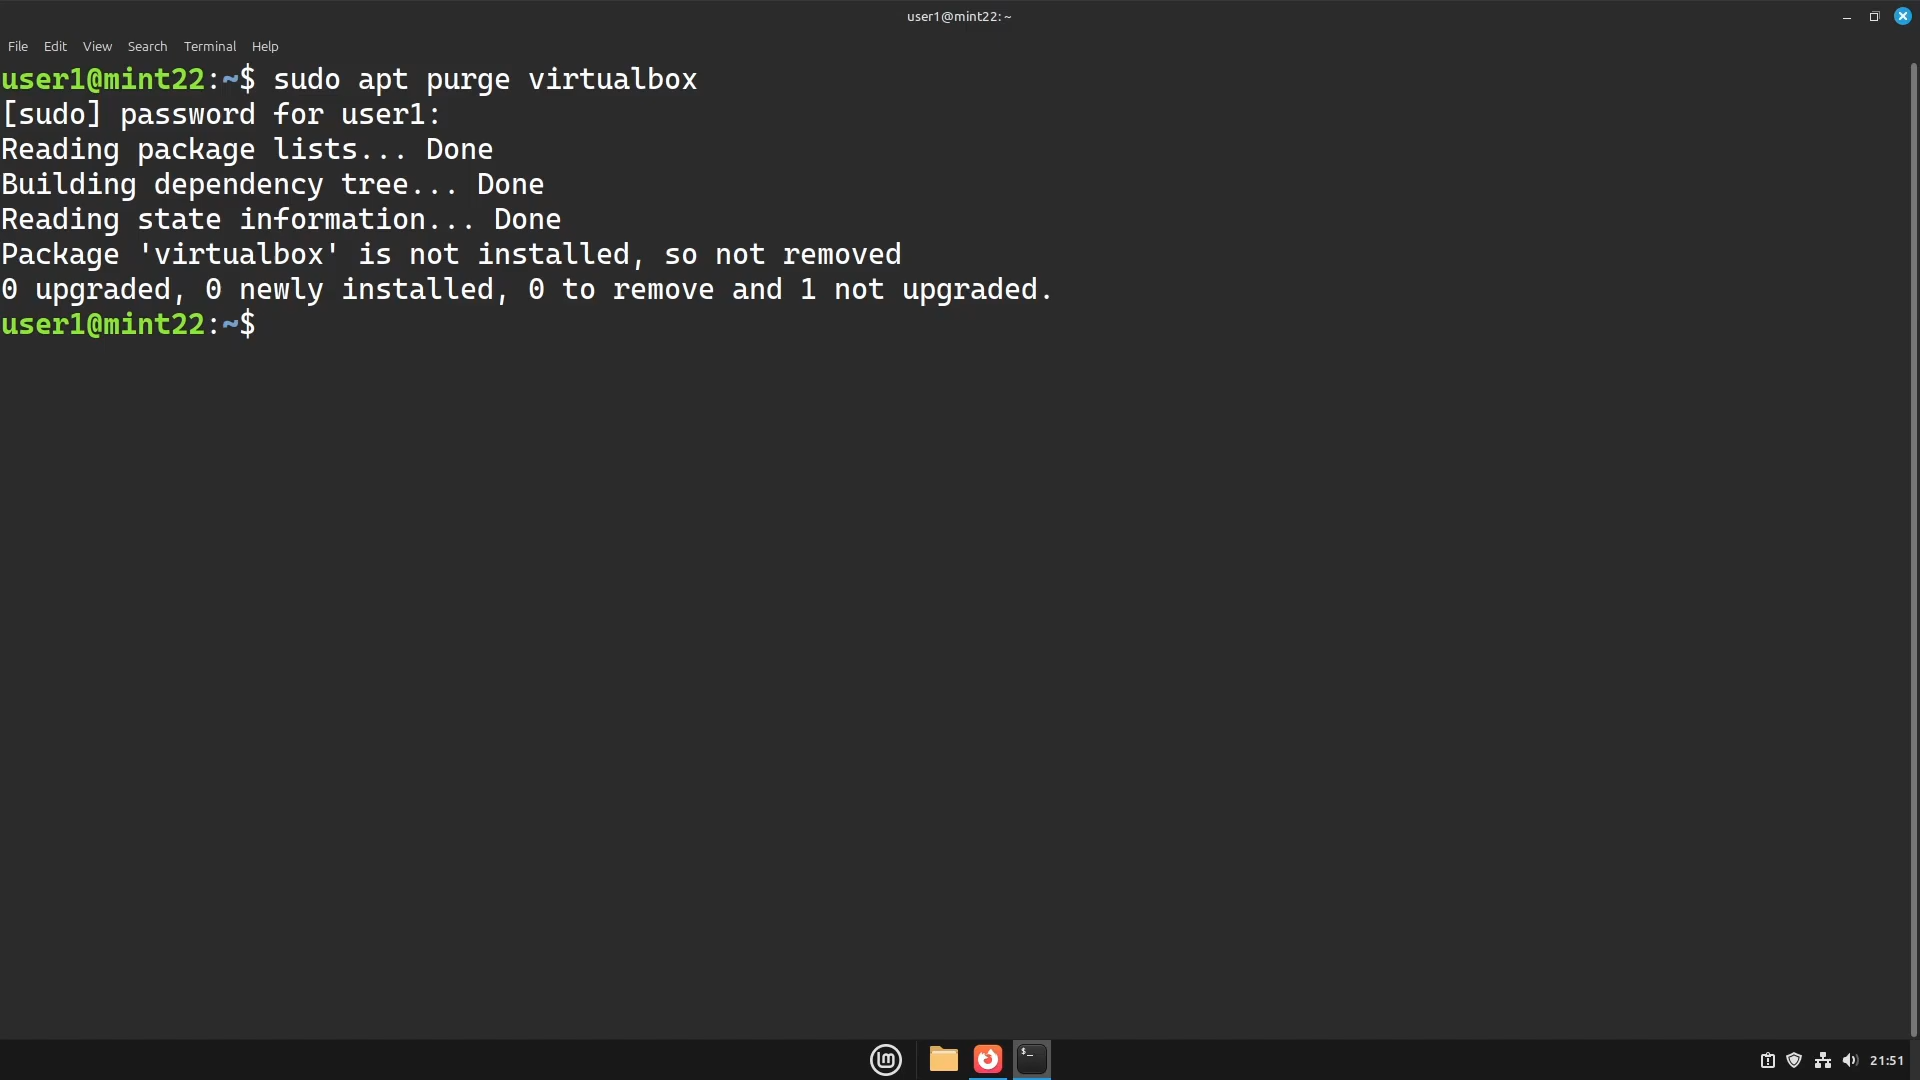 user1@mint22: ~
File Edit View Search Terminal Help
user1@mint22:~$ sudo apt purge virtualbox
[sudo] password for user1:
Reading package lists... Done
Building dependency tree... Done
Reading state information... Done
Package 'virtualbox' is not installed, so not removed
0 upgraded, 0 newly installed, 0 to remove and 1 not upgraded.
user1@mint22:~$
21:51